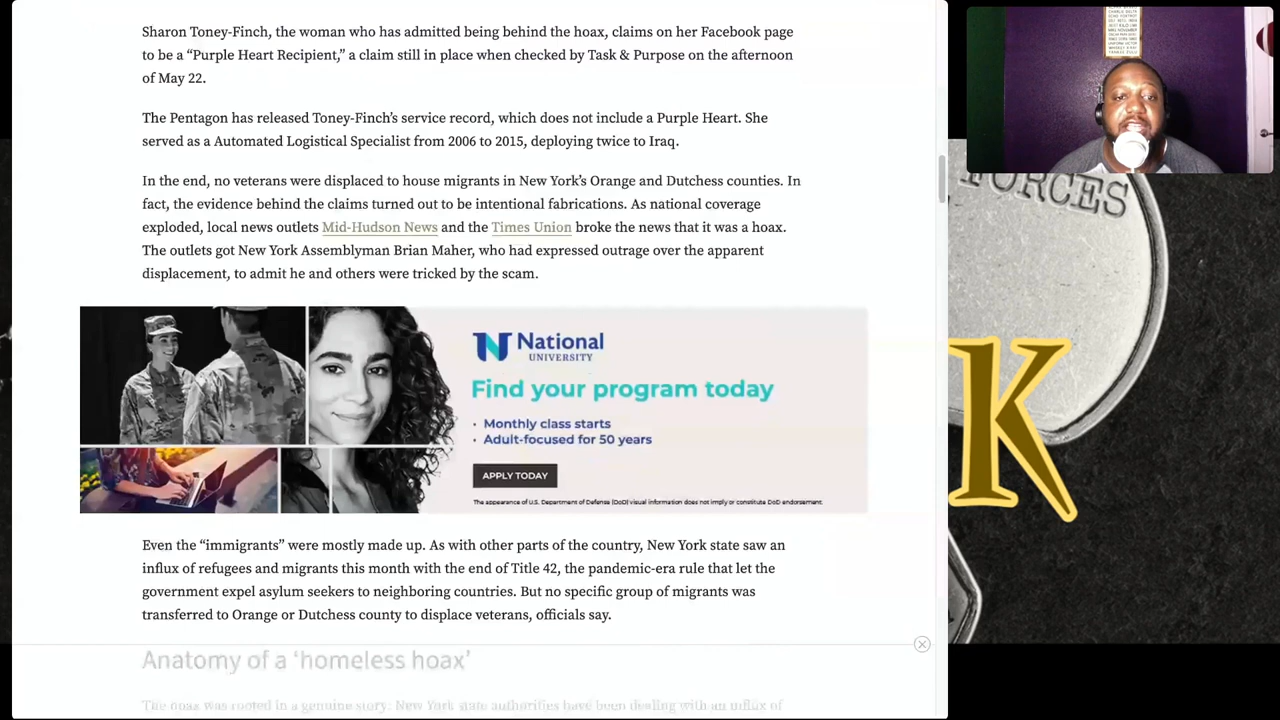 Sharon Toney-Finch, the woman who has admitted being behind the hoax, claims on her Facebook page
to be a “Purple Heart Recipient,” a claim still in place when checked by Task & Purpose on the afternoon
of May 22.
The Pentagon has released Toney-Finch’s service record, which does not include a Purple Heart. She
served as a Automated Logistical Specialist from 2006 to 2015, deploying twice to Iraq.
In the end, no veterans were displaced to house migrants in New York’s Orange and Dutchess counties. In
fact, the evidence behind the claims turned out to be intentional fabrications. As national coverage
exploded, local news outlets Mid-Hudson News and the Times Union broke the news that it was a hoax.
The outlets got New York Assemblyman Brian Maher, who had expressed outrage over the apparent
displacement, to admit he and others were tricked by the scam.
National
UNIVERSITY
Find your program today
· Monthly class starts
· Adult-focused for 50 years
APPLY TODAY
The appearance of U.S. Department of Defense (DoD) visual information does not imply or constitute DoD endorsement.
Even the “immigrants” were mostly made up. As with other parts of the country, New York state saw an
influx of refugees and migrants this month with the end of Title 42, the pandemic-era rule that let the
government expel asylum seekers to neighboring countries. But no specific group of migrants was
transferred to Orange or Dutchess county to displace veterans, officials say.
Anatomy of a ‘homeless hoax’
The hoax was rooted in a genuine story: New York state authorities have been dealing with an influx of
FORCES
K